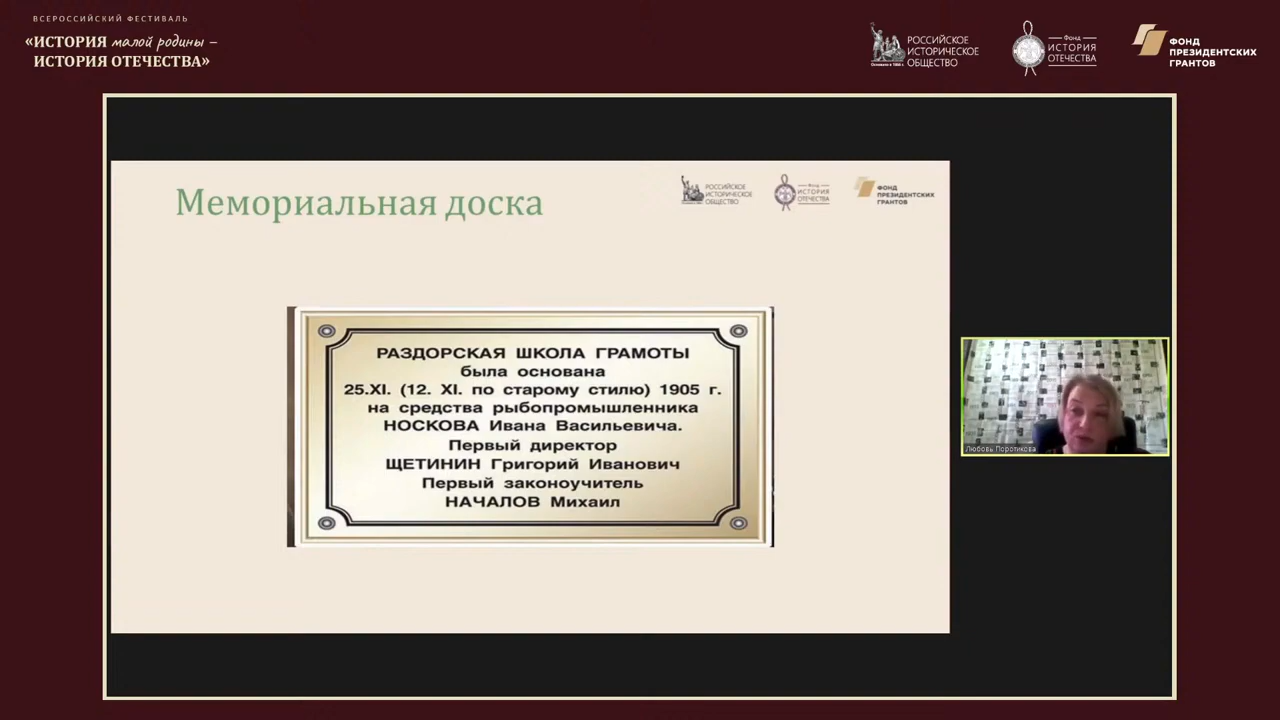 ВСЕРОССИЙСКИЙ ФЕСТИВАЛЬ
«ИСТОРИЯ малой родины –
ИСТОРИЯ ОТЕЧЕСТВА»
РОССИЙСКОЕ
ИСТОРИЧЕСКОЕ
ОБЩЕСТВО
Основано в 1866 г.
Фонд
ИСТОРИЯ
ОТЕЧЕСТВА
ФОНД
ПРЕЗИДЕНТСКИХ
ГРАНТОВ
Мемориальная доска
РОССИЙСКОЕ
ИСТОРИЧЕСКОЕ
ОБЩЕСТВО
Фонд
ИСТОРИЯ
ОТЕЧЕСТВА
ФОНД
ПРЕЗИДЕНТСКИХ
ГРАНТОВ
РАЗДОРСКАЯ ШКОЛА ГРАМОТЫ
была основана
25.XI. (12. XI. по старому стилю) 1905 г.
на средства рыбопромышленника
НОСКОВА Ивана Васильевича.
Первый директор
ЩЕТИНИН Григорий Иванович
Первый законоучитель
НАЧАЛОВ Михаил
Любовь Поротикова